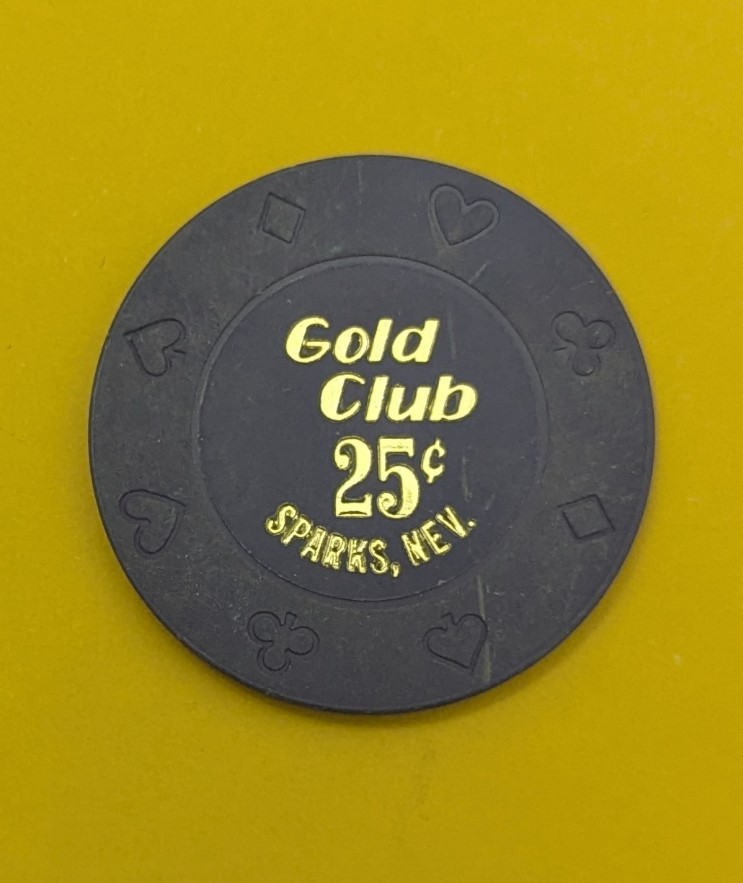 Gold
Club
25¢
SPARKS, NEV.